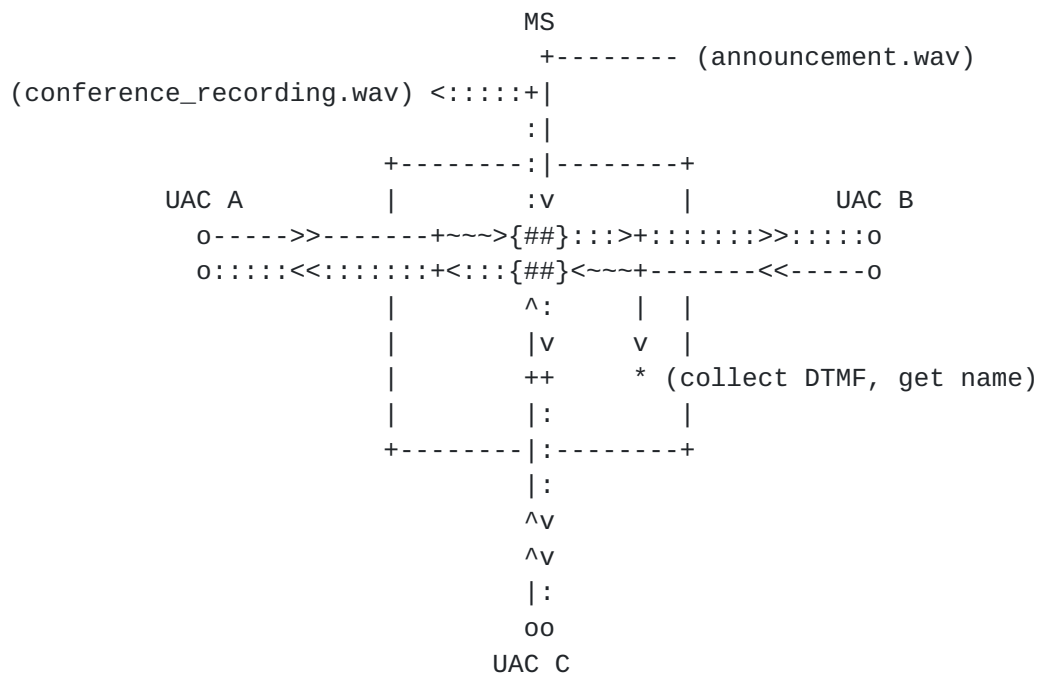 MS
                                  +-------- (announcement.wav)
(conference_recording.wav) <:::::+|
                                 :|
                        +--------:|--------+
          UAC A         |        :v        |         UAC B
            o----->>-------+~~~>{##}:::>+:::::::>>:::::o
            o:::::<<:::::::+<:::{##}<~~~+-------<<-----o
                        |        ^:     |  |
                        |        |v     v  |
                        |        ++     * (collect DTMF, get name)
                        |        |:        |
                        +--------|:--------+
                                 |:
                                 ^v
                                 ^v
                                 |:
                                 oo
                               UAC C